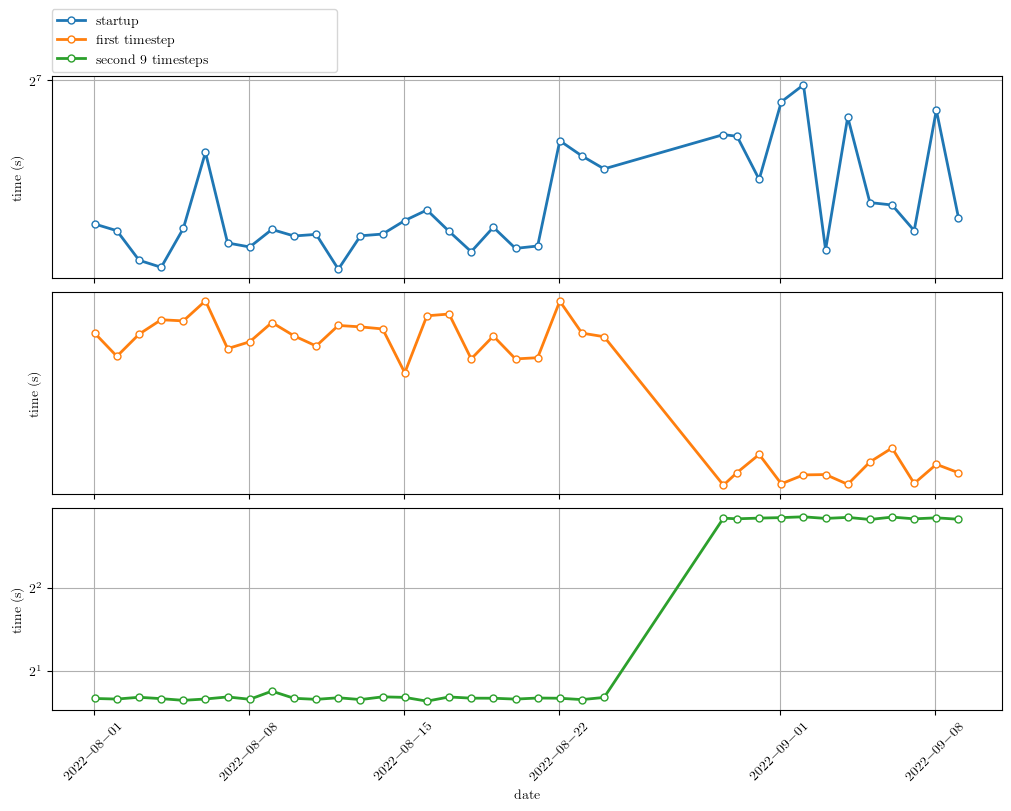 startup
first timestep
second 9 timesteps
2^7
time (s)
time (s)
2^2
time (s)
2^1
2022−08−01
2022−08−08
2022−08−15
2022−08−22
2022−09−01
2022−09−08
date